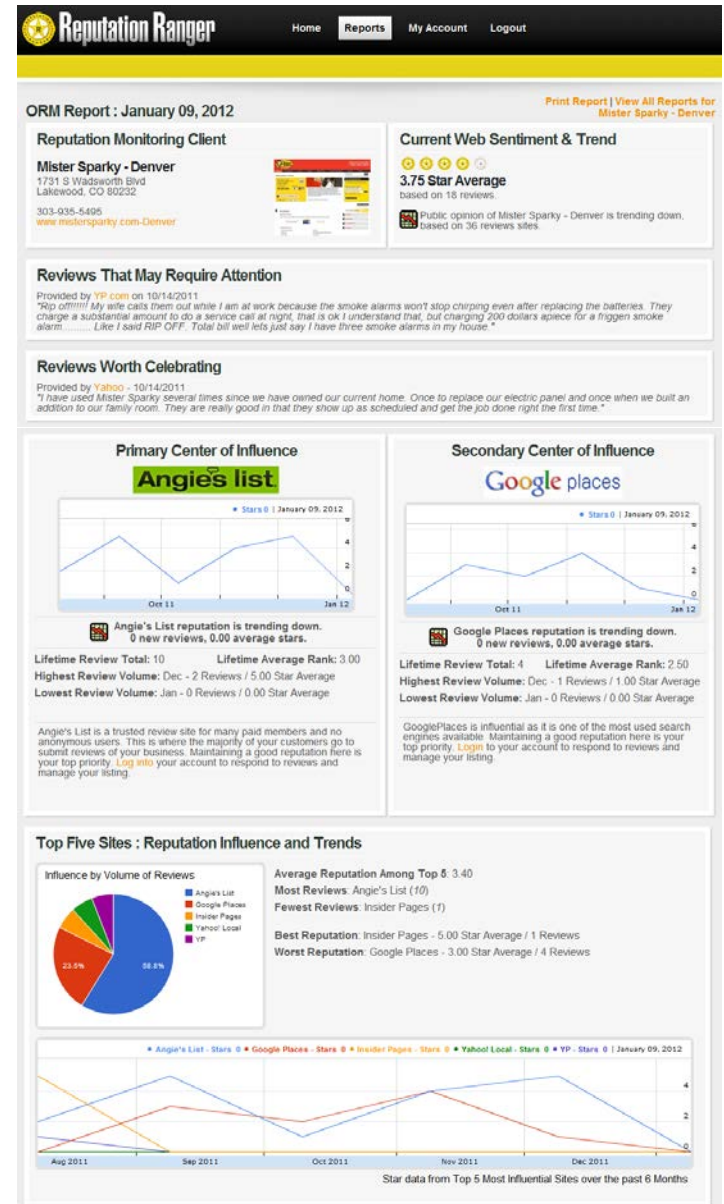 Reputation Ranger
Home Reports My Account Logout
Print Report | View All Reports for
Mister Sparky - Denver
ORM Report : January 09, 2012
Reputation Monitoring Client
Mister Sparky - Denver
1731 S Wadsworth Blvd
Lakewood, CO 80232
303-935-5495
www.mistersparky.com-Denver
Current Web Sentiment & Trend
3.75 Star Average
based on 18 reviews.
Public opinion of Mister Sparky - Denver is trending down,
based on 36 reviews sites.
Reviews That May Require Attention
Provided by YP.com on 10/14/2011
"Rip off!!!!!!! My wife calls them out while I am at work because the smoke alarms won't stop chirping even after replacing the batteries. They
charge a substantial amount to do a service call at night, that is ok I understand that, but charging 200 dollars apiece for a friggen smoke
alarm.......... Like I said RIP OFF. Total bill well lets just say I have three smoke alarms in my house."
Reviews Worth Celebrating
Provided by Yahoo - 10/14/2011
"I have used Mister Sparky several times since we have owned our current home. Once to replace our electric panel and once when we built an
addition to our family room. They are really good in that they show up as scheduled and get the job done right the first time."
Primary Center of Influence
Angie's list.
Stars 0 | January 09, 2012
6
4
2
0
Oct 11 Jan 12
Angie's List reputation is trending down.
0 new reviews, 0.00 average stars.
Lifetime Review Total: 10 Lifetime Average Rank: 3.00
Highest Review Volume: Dec - 2 Reviews / 5.00 Star Average
Lowest Review Volume: Jan - 0 Reviews / 0.00 Star Average
Angie's List is a trusted review site for many paid members and no
anonymous users. This is where the majority of your customers go to
submit reviews of your business. Maintaining a good reputation here is
your top priority. Log into your account to respond to reviews and
manage your listing.
Secondary Center of Influence
Google places
Stars 0 | January 09, 2012
6
4
2
0
Oct 11 Jan 12
Google Places reputation is trending down.
0 new reviews, 0.00 average stars.
Lifetime Review Total: 4 Lifetime Average Rank: 2.50
Highest Review Volume: Dec - 1 Reviews / 1.00 Star Average
Lowest Review Volume: Jan - 0 Reviews / 0.00 Star Average
GooglePlaces is influential as it is one of the most used search
engines available. Maintaining a good reputation here is your
top priority. Login to your account to respond to reviews and
manage your listing.
Top Five Sites : Reputation Influence and Trends
Influence by Volume of Reviews
Angie's List
Google Places
Insider Pages
Yahoo! Local
YP
23.5%
58.8%
Average Reputation Among Top 5: 3.40
Most Reviews: Angie's List (10)
Fewest Reviews: Insider Pages (1)
Best Reputation: Insider Pages - 5.00 Star Average / 1 Reviews
Worst Reputation: Google Places - 3.00 Star Average / 4 Reviews
Angie's List - Stars 0 Google Places - Stars 0 Insider Pages - Stars 0 Yahoo! Local - Stars 0 YP - Stars 0 | January 09, 2012
4
2
0
Aug 2011 Sep 2011 Oct 2011 Nov 2011 Dec 2011
Star data from Top 5 Most Influential Sites over the past 6 Months